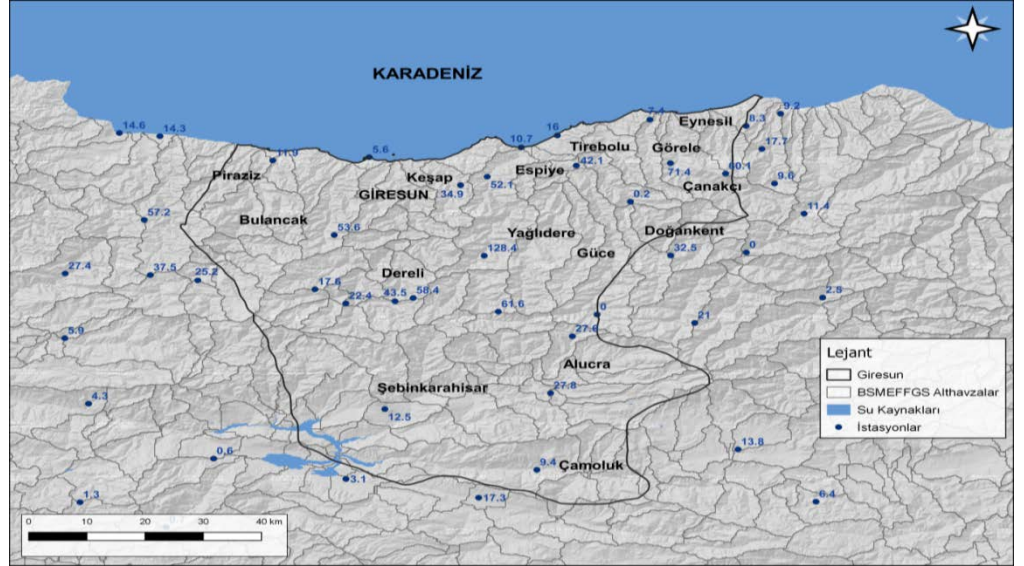 KARADENİZ
14.6
14.3
11.9
5.6
10.7
16
7.1
8.3
9.2
17.7
Eynesil
Tirebolu
Görele
Piraziz
Keşap
34.9
52.1
Espiye
42.1
71.4
60.1
9.6
GİRESUN
Çanakçı
0.2
11.4
57.2
Bulancak
53.6
Yağlıdere
Doğankent
128.4
Güce
32.5
0
27.4
37.5
25.2
Dereli
17.6
22.4
43.5
58.4
61.6
0
2.5
21
27.6
5.9
Alucra
Şebinkarahisar
27.8
4.3
12.5
13.8
0.6
9.4
Çamoluk
3.1
1.3
17.3
6.4
Lejant
Giresun
BSMEFFGS Althavzalar
Su Kaynakları
İstasyonlar
0 10 20 30 40 km